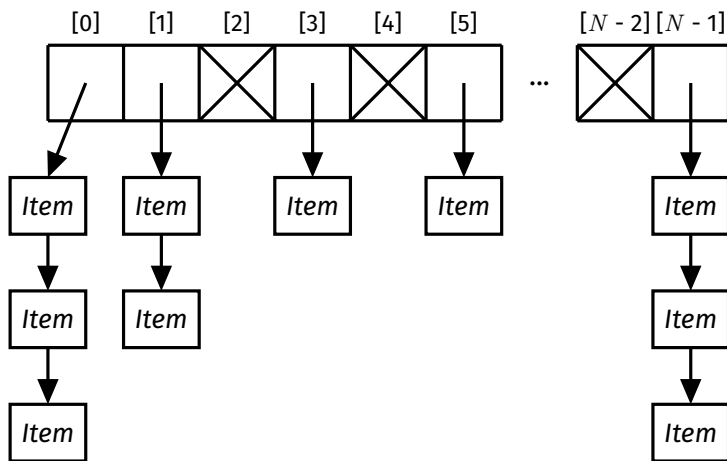 [0] [1] [2] [3] [4] [5] [N - 2] [N - 1]
...
Item Item Item Item Item
Item Item Item
Item Item